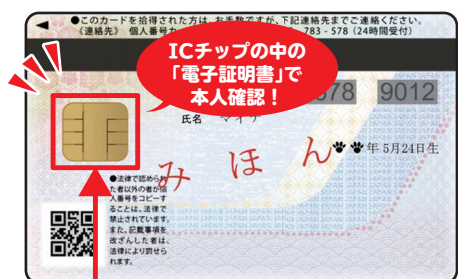 ●このカードを拾得された方は、お手数ですが、下記連絡先までご連絡ください。
《連絡先》 個人番号カ
783 - 578 (24時間受付)
ICチップの中の
「電子証明書」で
本人確認！
678 9012
氏名 マイナ
年 5月24日生
みほん
●法律で認められ
た者以外の者が個
人番号をコピーす
ることは、法律で
禁止されています。
また、記載事項を
改ざんした者は、
法律により罰せら
れます。